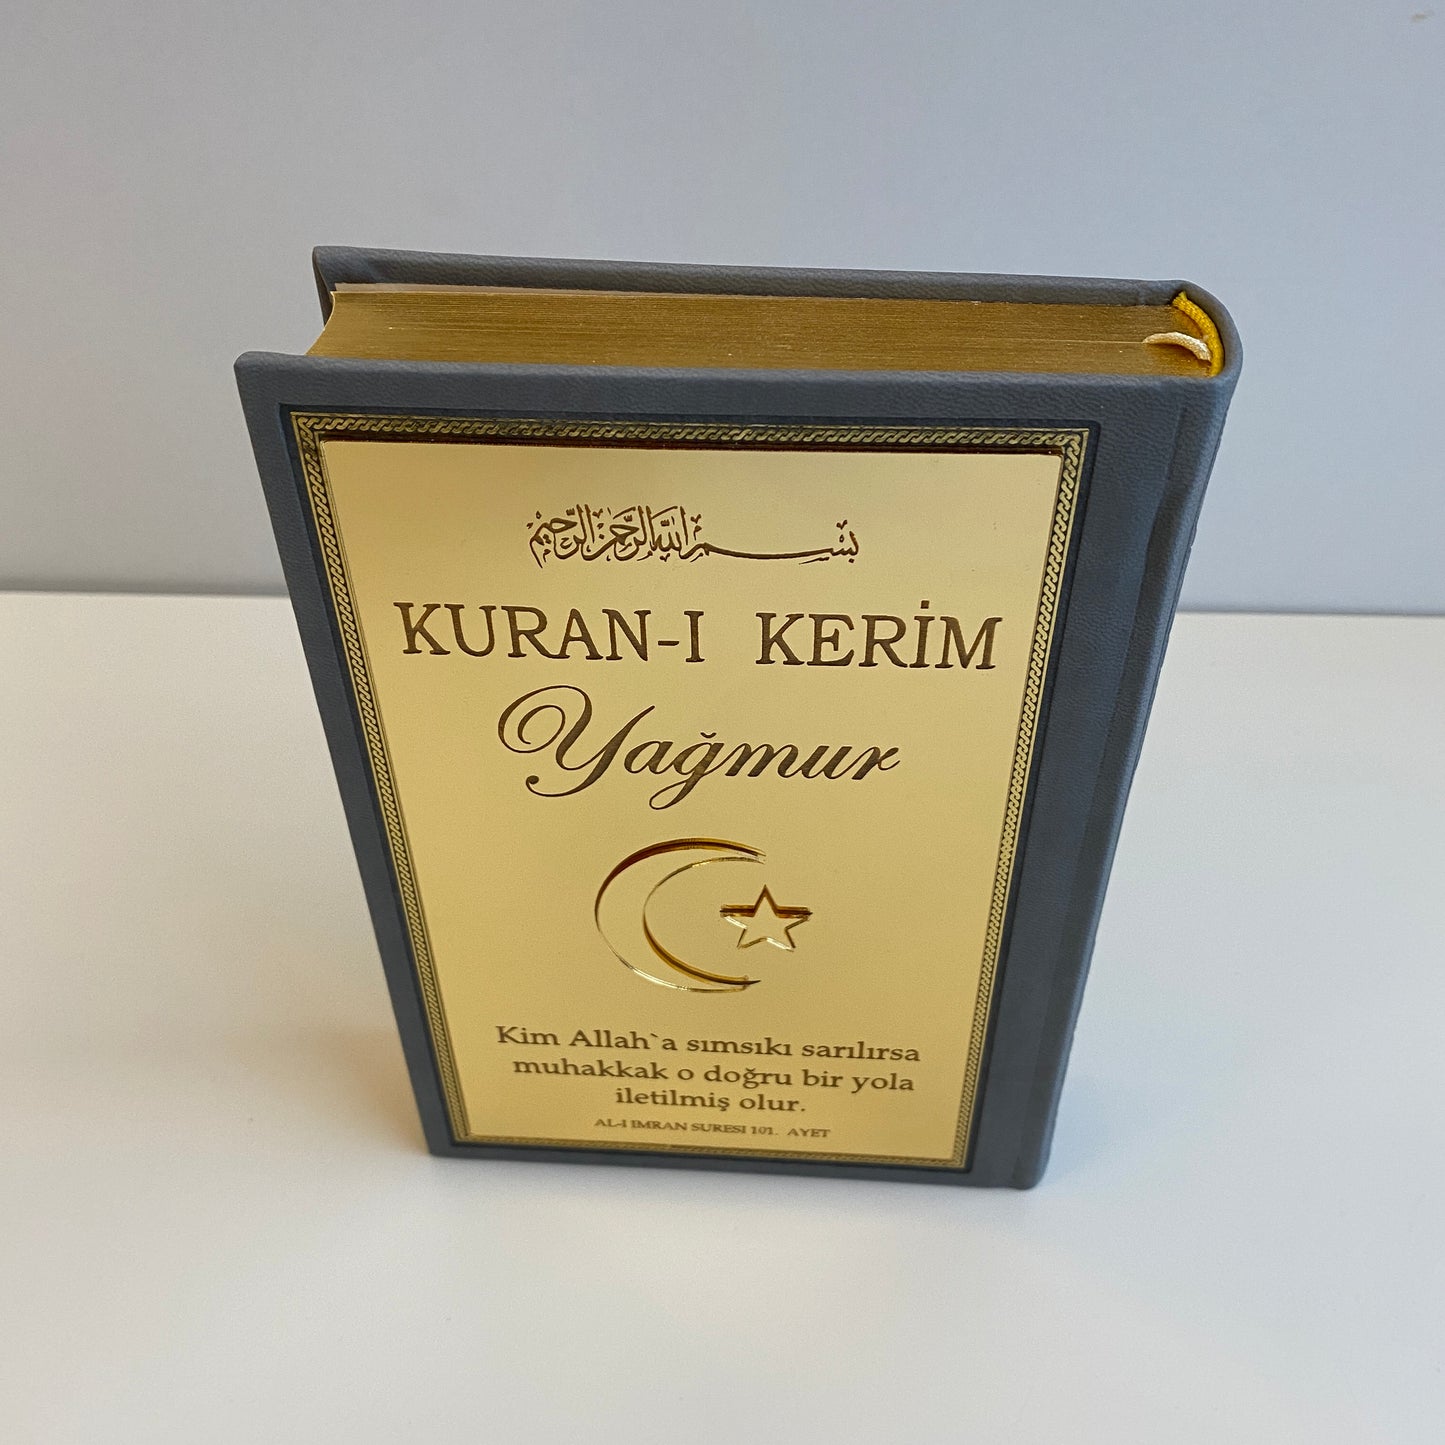 بسم الله الرحمن الرحيم
KURAN-I KERİM
Yağmur
Kim Allah`a sımsıkı sarılırsa
muhakkak o doğru bir yola
iletilmiş olur.
AL-I IMRAN SURESI 101. AYET